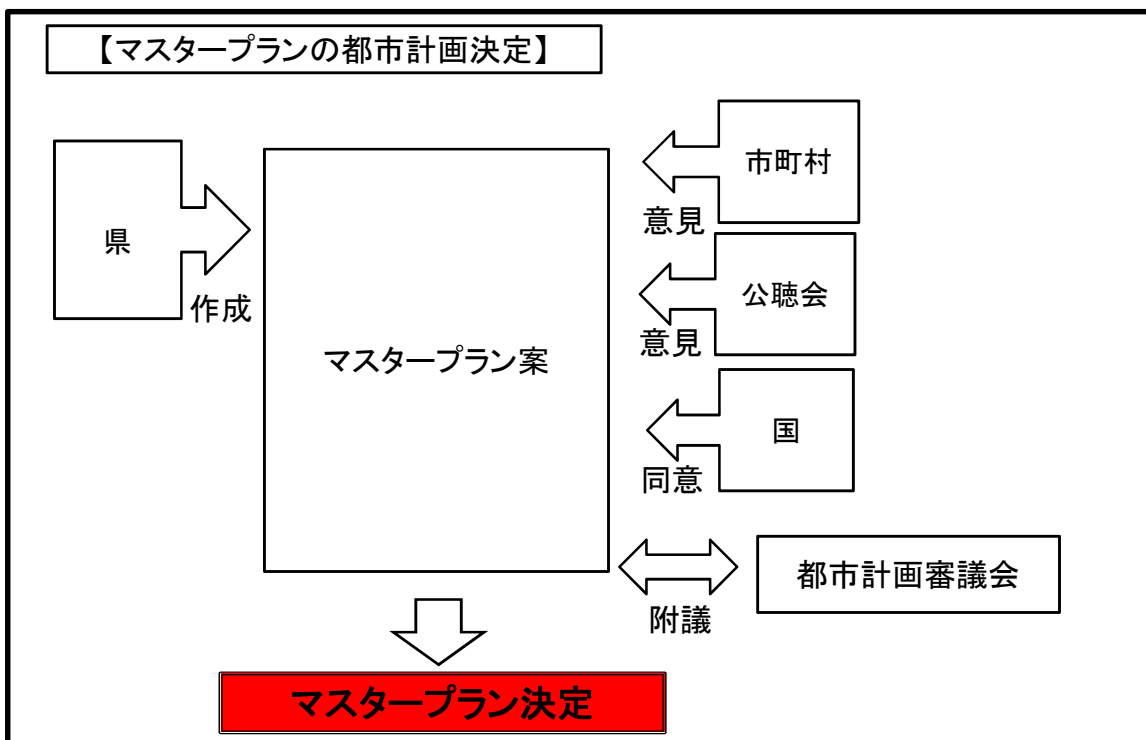 【マスタープランの都市計画決定】
県
作成
マスタープラン案
市町村
意見
公聴会
意見
国
同意
都市計画審議会
附議
マスタープラン決定